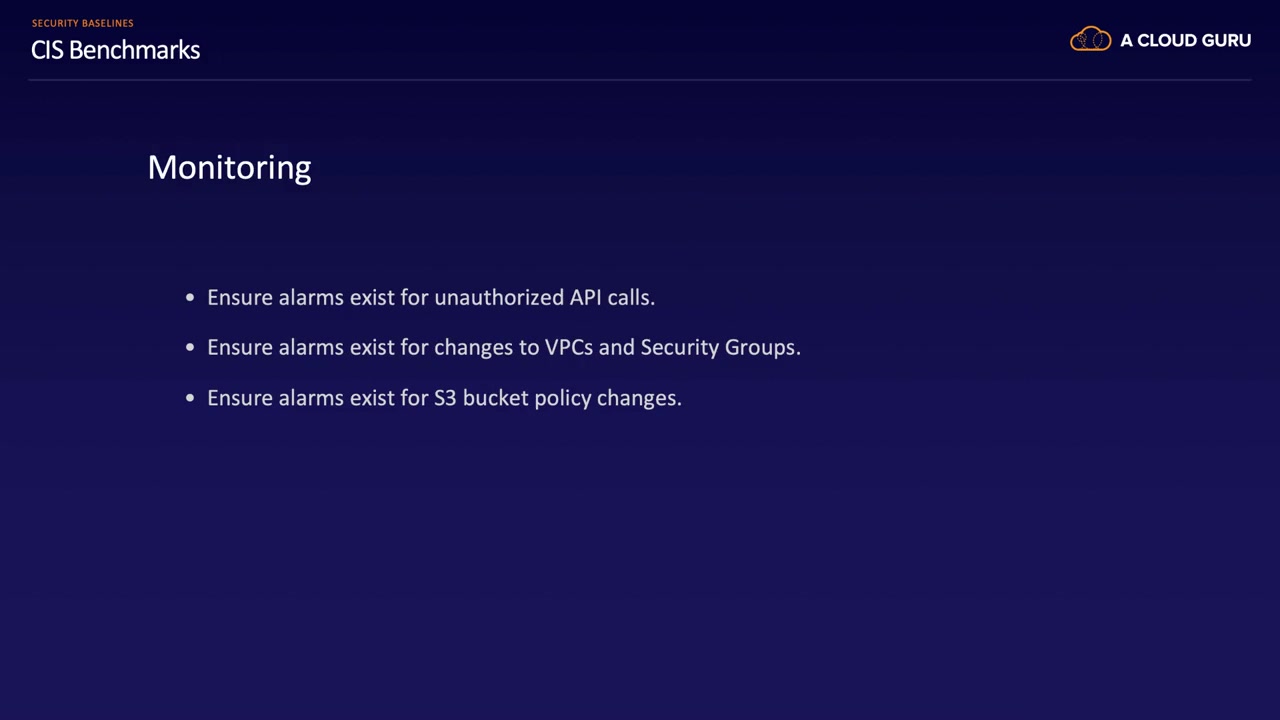 SECURITY BASELINES
CIS Benchmarks
A CLOUD GURU
Monitoring
• Ensure alarms exist for unauthorized API calls.
• Ensure alarms exist for changes to VPCs and Security Groups.
• Ensure alarms exist for S3 bucket policy changes.